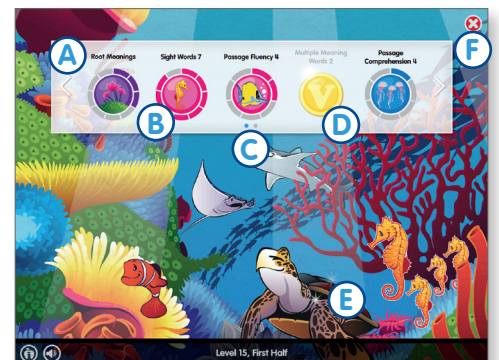 A
F
Root Meanings
Sight Words 7
Passage Fluency 4
Multiple Meaning
Words 2
Passage
Comprehension 4
V
B
C
D
E
Level 15, First Half